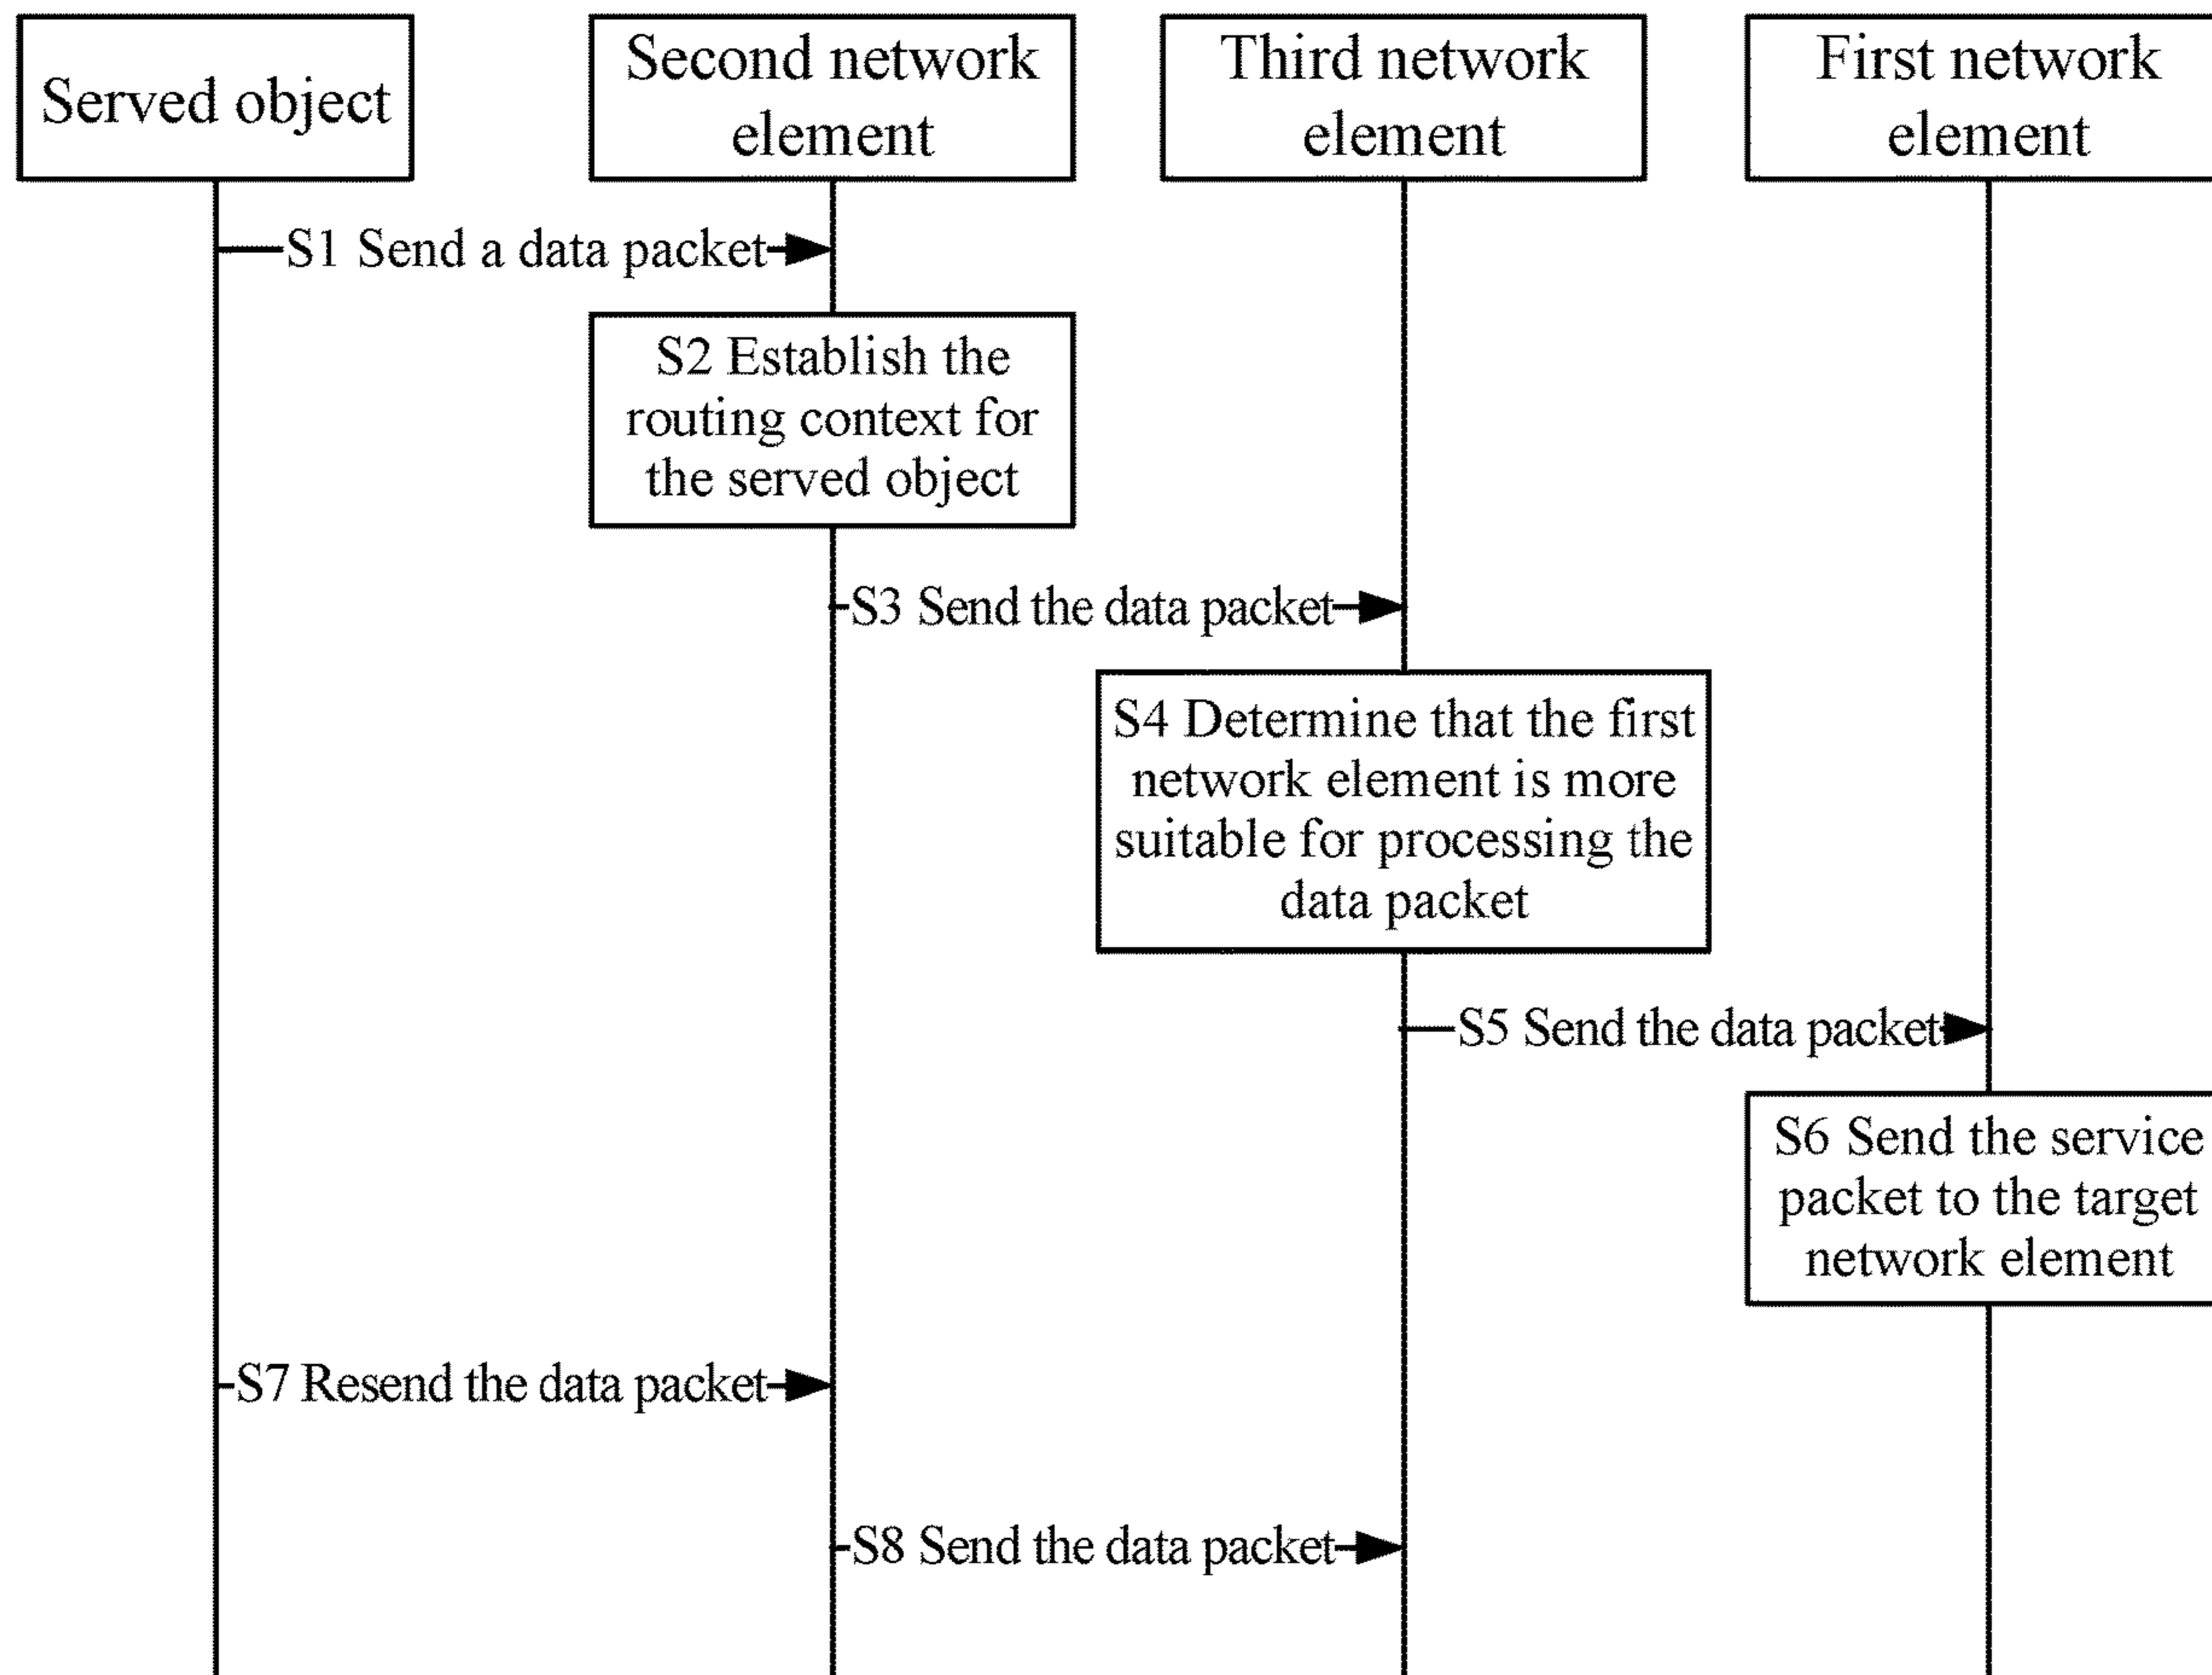 Served object
Second network
element
Third network
element
First network
element
S1 Send a data packet
S2 Establish the
routing context for
the served object
S3 Send the data packet
S4 Determine that the first
network element is more
suitable for processing the
data packet
S5 Send the data packet
S6 Send the service
packet to the target
network element
S7 Resend the data packet
S8 Send the data packet